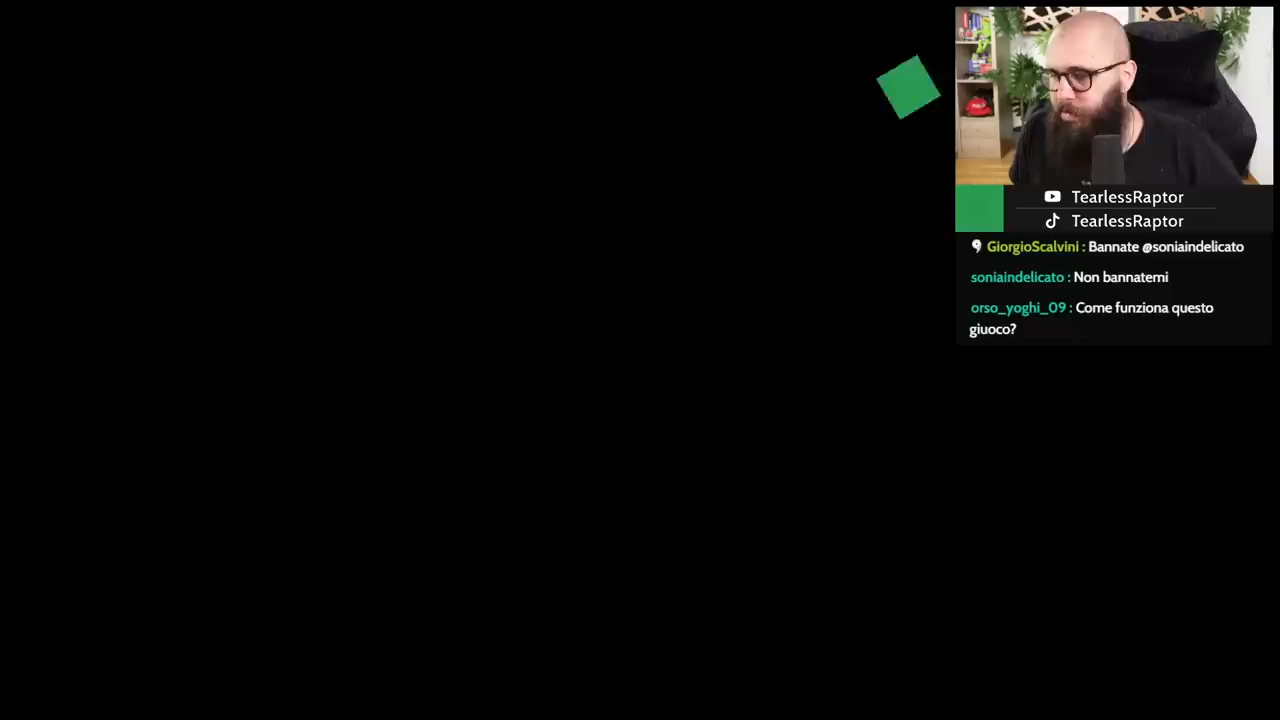 TearlessRaptor
TearlessRaptor
GiorgioScalvini : Bannate @soniaindelicato
soniaindelicato : Non bannatemi
orso_yoghi_09 : Come funziona questo
giuoco?